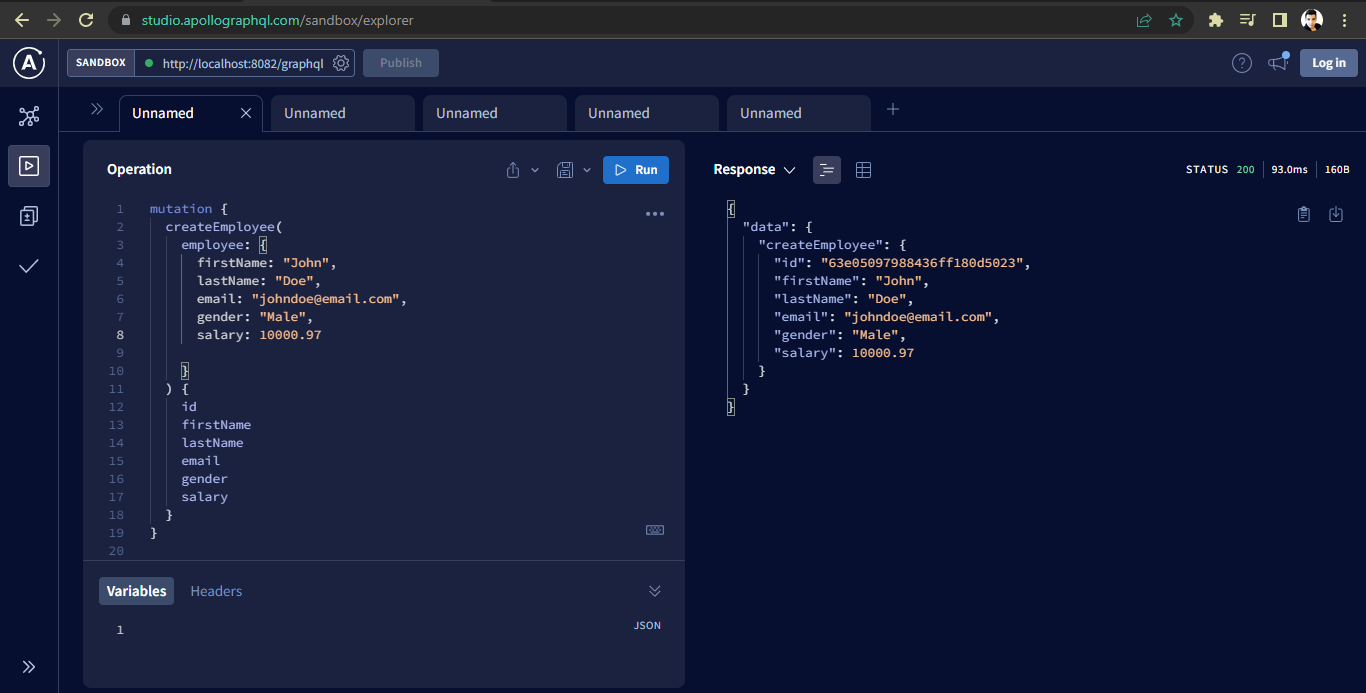 studio.apollographql.com/sandbox/explorer
A
SANDBOX
http://localhost:8082/graphql
Publish
?
Log in
Unnamed
Unnamed
Unnamed
Unnamed
Unnamed
Operation
Run
1 mutation {
2 createEmployee(
3 employee: {
4 firstName: "John",
5 lastName: "Doe",
6 email: "johndoe@email.com",
7 gender: "Male",
8 salary: 10000.97
9
10 }
11 ) {
12 id
13 firstName
14 lastName
15 email
16 gender
17 salary
18 }
19 }
20
Variables
Headers
1
JSON
Response
STATUS 200
93.0ms
160B
{
"data": {
"createEmployee": {
"id": "63e05097988436ff180d5023",
"firstName": "John",
"lastName": "Doe",
"email": "johndoe@email.com",
"gender": "Male",
"salary": 10000.97
}
}
}